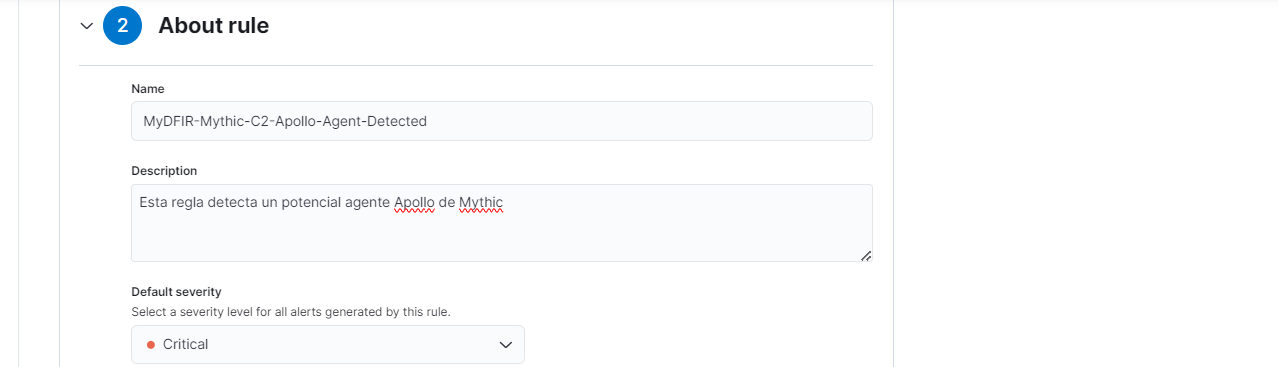 2 About rule
Name
MyDFIR-Mythic-C2-Apollo-Agent-Detected
Description
Esta regla detecta un potencial agente Apollo de Mythic
Default severity
Select a severity level for all alerts generated by this rule.
Critical